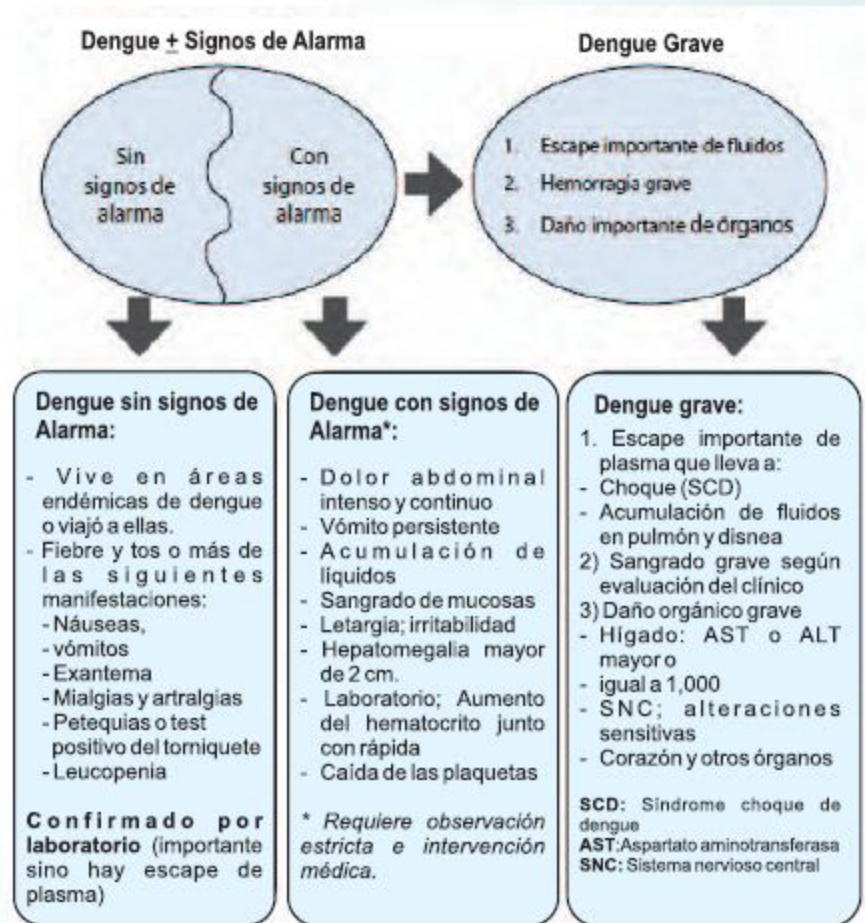 Dengue ± Signos de Alarma
Dengue Grave
Sin
signos de
alarma
Con
signos de
alarma
1. Escape importante de fluidos
2. Hemorragia grave
3. Daño importante de órganos
Dengue sin signos de
Alarma:
- Vive en áreas
endémicas de dengue
o viajó a ellas.
- Fiebre y tos o más de
las siguientes
manifestaciones:
- Náuseas,
- vómitos
- Exantema
- Mialgias y artralgias
- Petequias o test
positivo del torniquete
- Leucopenia
Confirmado por
laboratorio (importante
sino hay escape de
plasma)
Dengue con signos de
Alarma*:
- Dolor abdominal
intenso y continuo
- Vómito persistente
- Acumulación de
líquidos
- Sangrado de mucosas
- Letargia; irritabilidad
- Hepatomegalia mayor
de 2 cm.
- Laboratorio; Aumento
del hematocrito junto
con rápida
- Caída de las plaquetas
* Requiere observación
estricta e intervención
médica.
Dengue grave:
1. Escape importante de
plasma que lleva a:
- Choque (SCD)
- Acumulación de fluidos
en pulmón y disnea
2) Sangrado grave según
evaluación del clínico
3) Daño orgánico grave
- Hígado: AST o ALT
mayor o
- igual a 1,000
- SNC; alteraciones
sensitivas
- Corazón y otros órganos
SCD: Síndrome choque de
dengue
AST:Aspartato aminotransferasa
SNC: Sistema nervioso central